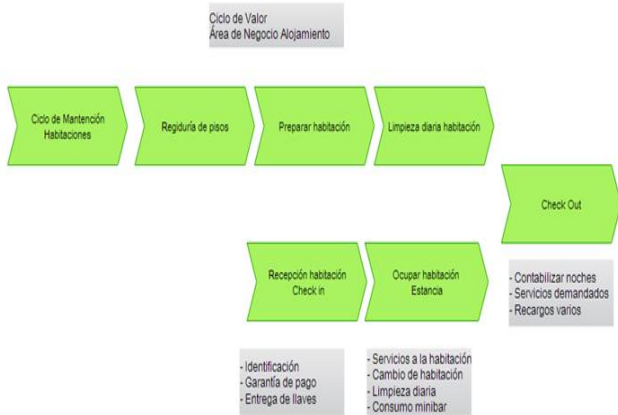 Ciclo de Valor
Área de Negocio Alojamiento
Ciclo de Mantención
Habitaciones
Regiduría de pisos
Preparar habitación
Limpieza diaria habitación
Check Out
Recepción habitación
Check in
Ocupar habitación
Estancia
- Contabilizar noches
- Servicios demandados
- Recargos varios
- Identificación
- Garantía de pago
- Entrega de llaves
- Servicios a la habitación
- Cambio de habitación
- Limpieza diaria
- Consumo minibar